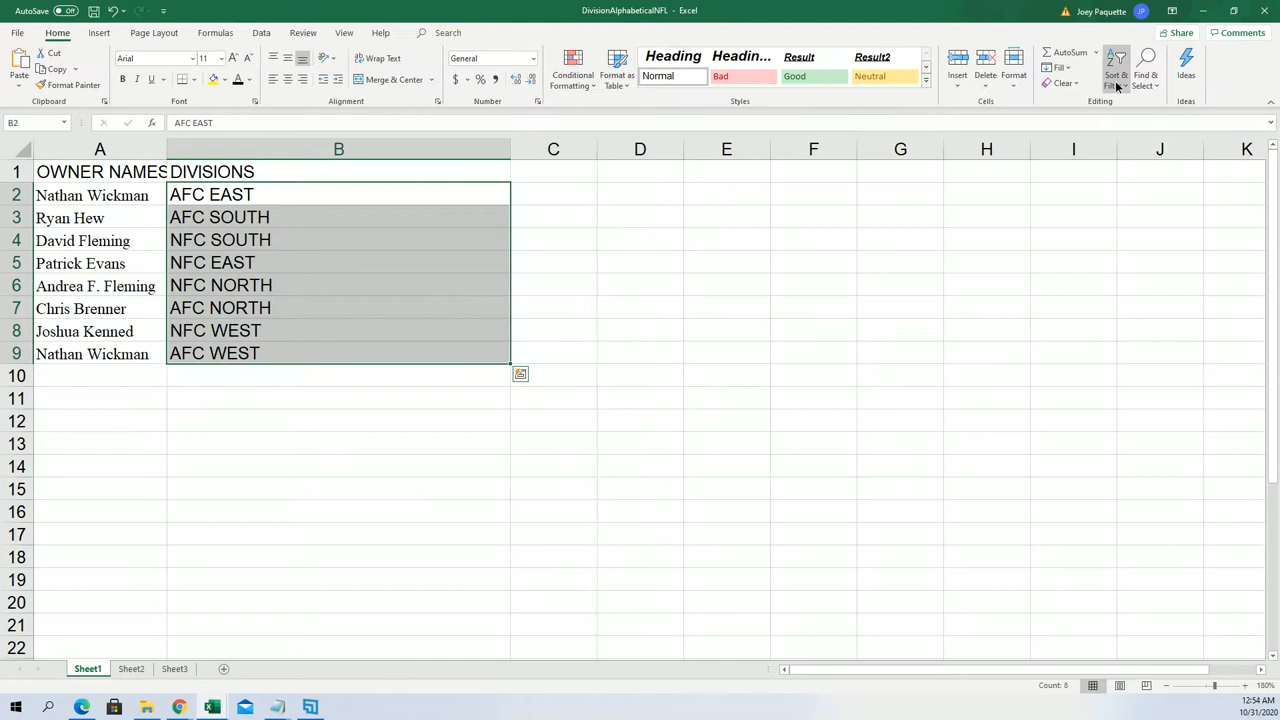 AutoSave Off DivisionAlphabeticalNFL - Excel Joey Paquette JP
File Home Insert Page Layout Formulas Data Review View Help Search Share Comments
Paste Cut Copy Format Painter Clipboard
Arial 11 B I U Font
Wrap Text Merge & Center Alignment
General $ % Number
Conditional Formatting Format as Table
Heading Headin... Result Result2
Normal Bad Good Neutral
Styles
Insert Delete Format Cells
AutoSum Fill Clear Sort & Filter Find & Select Editing
Ideas Ideas
B2 fx AFC EAST
A B C D E F G H I J K
1 OWNER NAMES DIVISIONS
2 Nathan Wickman AFC EAST
3 Ryan Hew AFC SOUTH
4 David Fleming NFC SOUTH
5 Patrick Evans NFC EAST
6 Andrea F. Fleming NFC NORTH
7 Chris Brenner AFC NORTH
8 Joshua Kenned NFC WEST
9 Nathan Wickman AFC WEST
10
11
12
13
14
15
16
17
18
19
20
21
22
Sheet1 Sheet2 Sheet3
Count: 8 180%
12:54 AM
10/31/2020